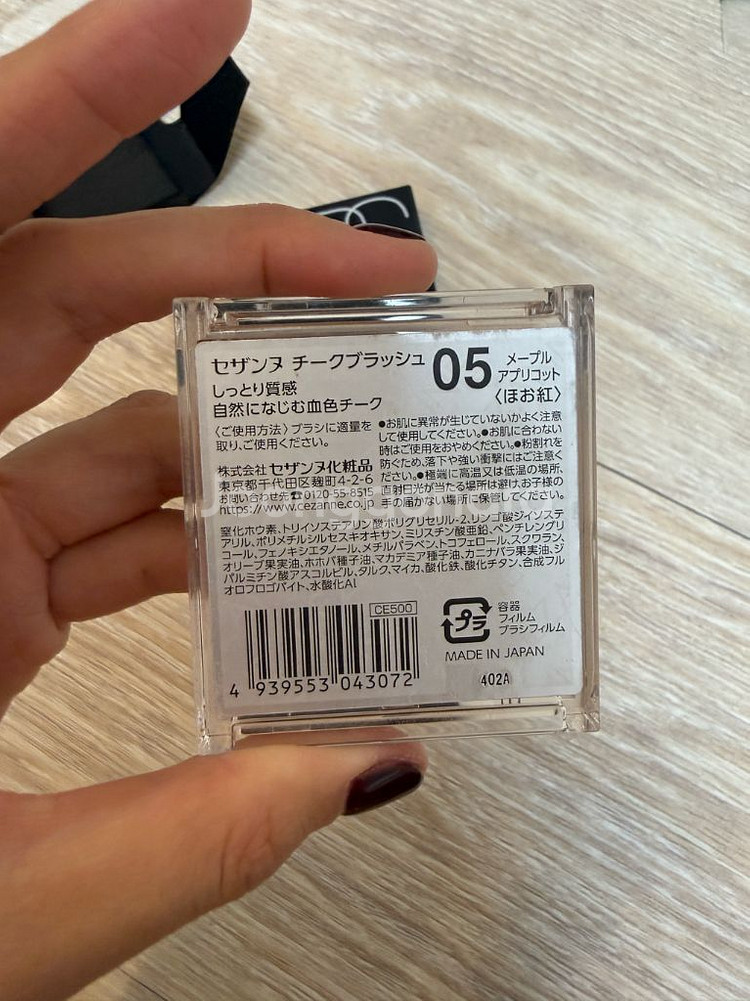 セザンヌ チークブラッシュ
05
メープル
アプリコット
〈ほお紅〉
しっとり質感
自然になじむ血色チーク
〈ご使用方法〉ブラシに適量を
取り、ご使用ください。
株式会社セザンヌ化粧品
東京都千代田区麹町4-2-6
お問い合わせ先☎0120-55-8515
https://www.cezanne.co.jp
●お肌に異常が生じていないかよく注意
して使用してください。●お肌に合わない
時はご使用をおやめください。●粉割れを
防ぐため、落下や強い衝撃にはご注意く
ださい。●極端に高温又は低温の場所、
直射日光が当たる場所は避け、お子様の
手の届かない場所に保管してください。
窒化ホウ素、トリイソステアリン酸ポリグリセリル-2、リンゴ酸ジイソステ
アリル、ポリメチルシルセスキオキサン、ミリスチン酸亜鉛、ペンチレングリ
コール、フェノキシエタノール、メチルパラベン、トコフェロール、スクワラン、
オリーブ果実油、ホホバ種子油、マカデミア種子油、カニナバラ果実油、ジ
パルミチン酸アスコルビル、タルク、マイカ、酸化鉄、酸化チタン、合成フル
オロフロゴパイト、水酸化Al
CE500
4 939553 043072
プラ
容器
フィルム
ブラシフィルム
MADE IN JAPAN
402A